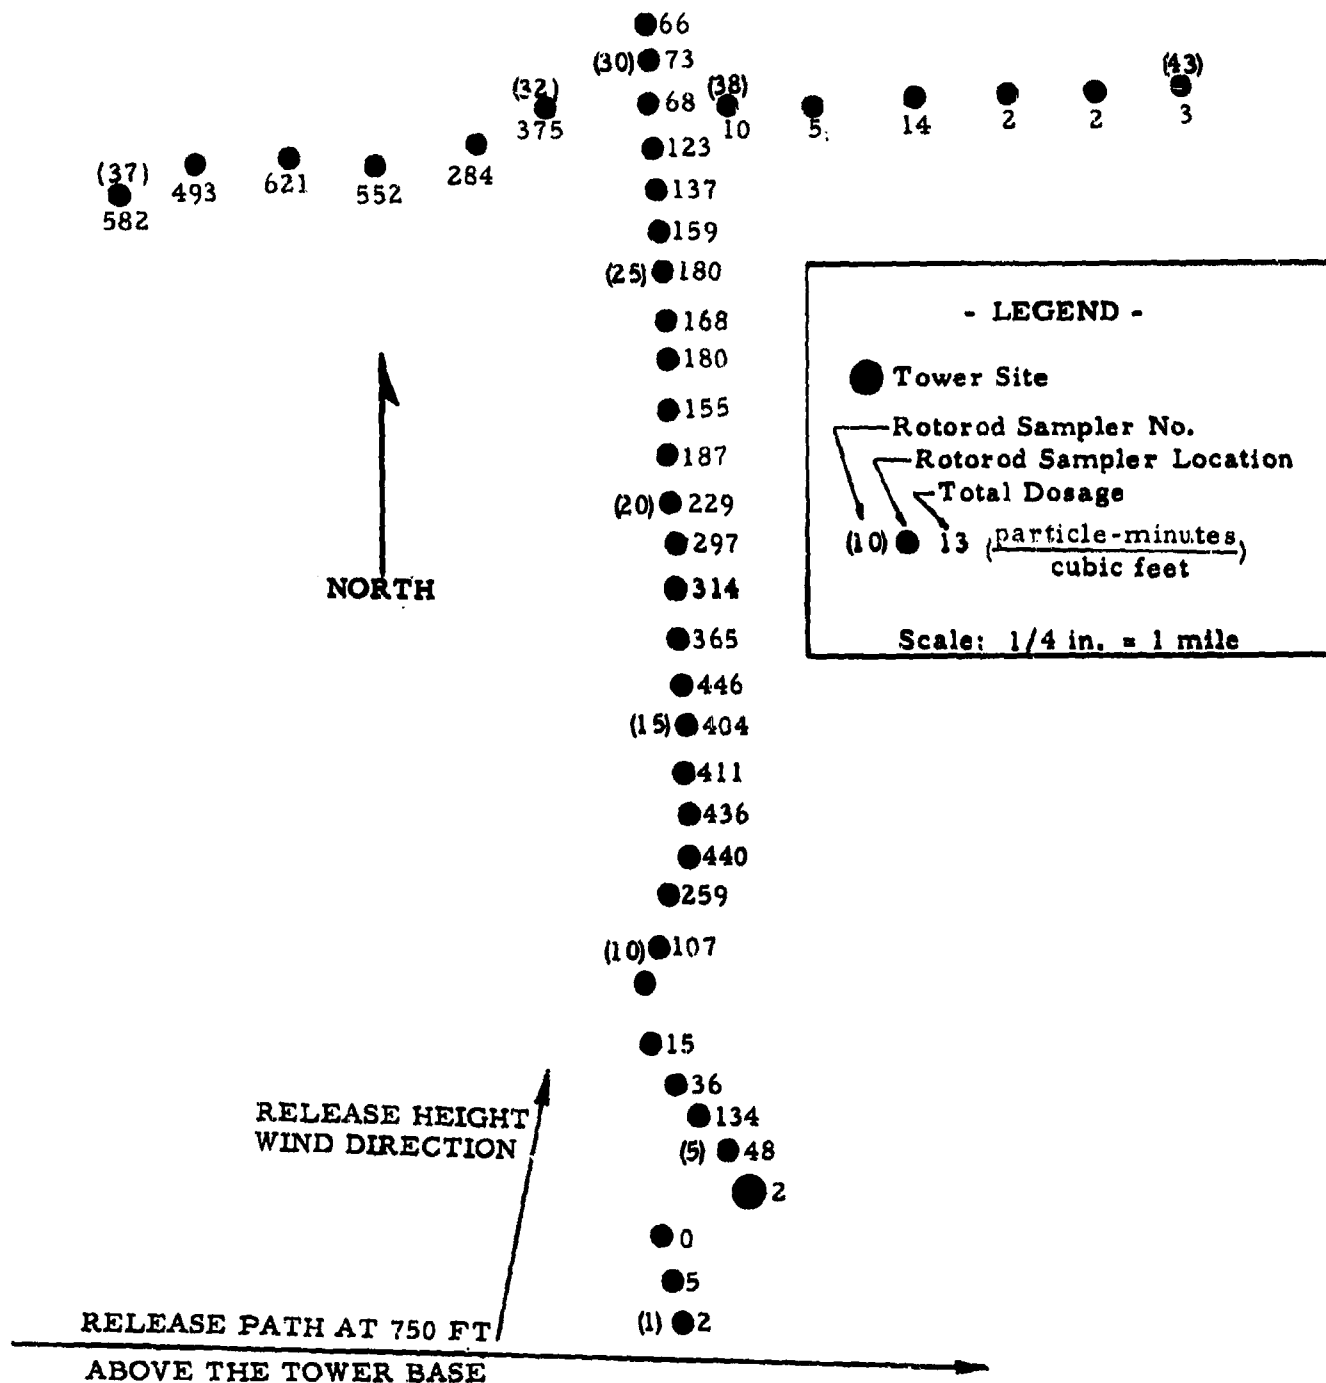 66
(30) 73
(32) 68 (38) (43)
375 10 5 14 2 2 3
123
(37) 493 621 552 284
582
137
159
(25) 180
168
180
155
187
(20) 229
297
314
365
446
(15) 404
411
436
440
259
(10) 107
15
36
134
(5) 48
2
0
5
(1) 2
NORTH
- LEGEND -
Tower Site
Rotorod Sampler No.
Rotorod Sampler Location
Total Dosage
(10) 13 (particle-minutes)
cubic feet
Scale: 1/4 in. = 1 mile
RELEASE HEIGHT
WIND DIRECTION
RELEASE PATH AT 750 FT
ABOVE THE TOWER BASE